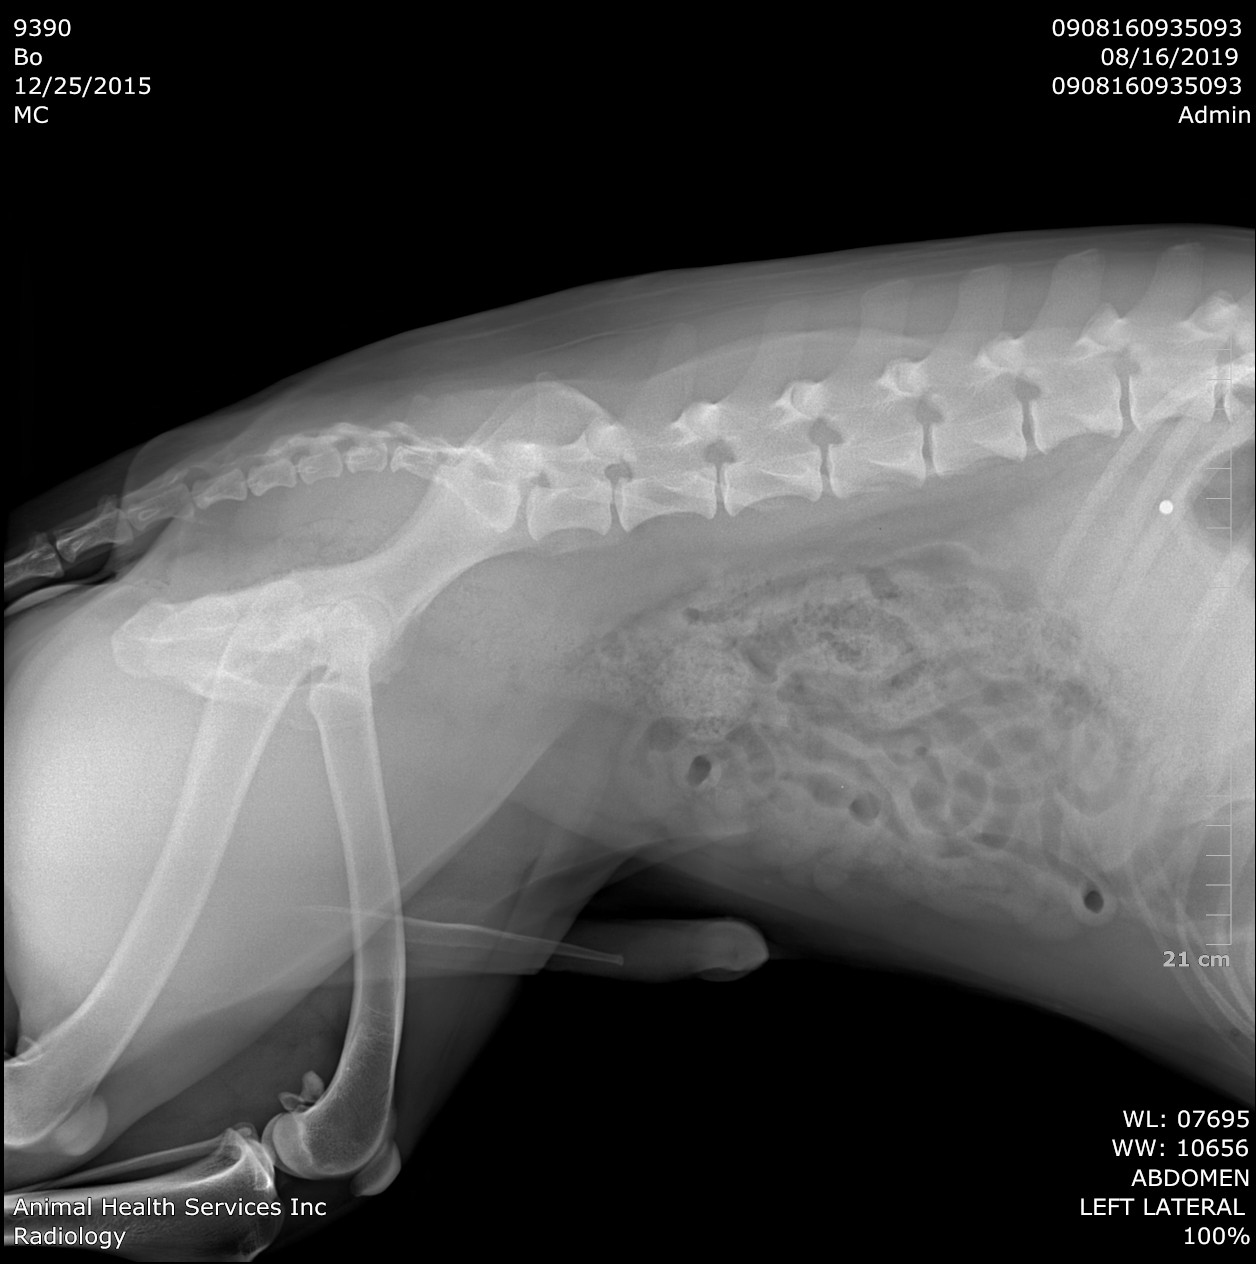 9390
Bo
12/25/2015
MC
0908160935093
08/16/2019
0908160935093
Admin
21 cm
WL: 07695
WW: 10656
ABDOMEN
LEFT LATERAL
100%
Animal Health Services Inc
Radiology